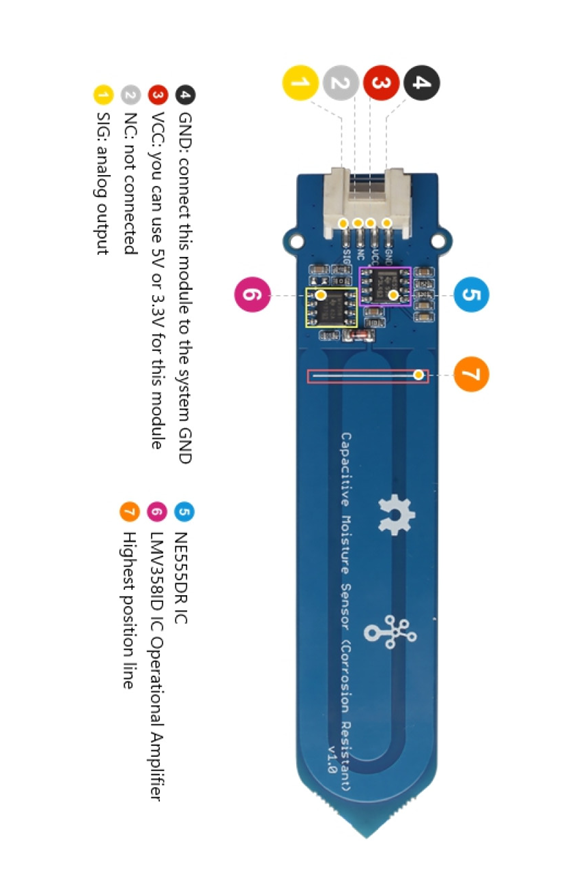 4 GND: connect this module to the system GND
3 VCC: you can use 5V or 3.3V for this module
2 NC: not connected
1 SIG: analog output
5 NE555DR IC
6 LMV358ID IC Operational Amplifier
7 Highest position line
4
3
2
1
GND
VCC
NC
SIG
5
6
7
Capacitive Moisture Sensor (Corrosion Resistant)
v1.0